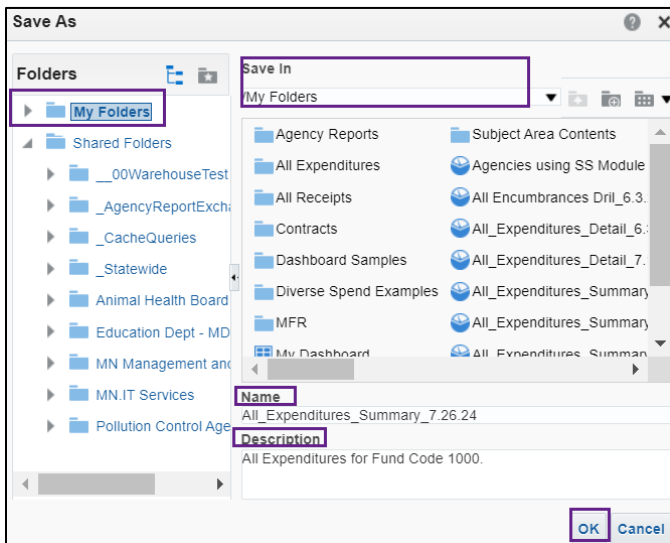 Save As
Folders
My Folders
Shared Folders
__00WarehouseTest
_AgencyReportExcha
_CacheQueries
_Statewide
Animal Health Board
Education Dept - MD
MN Management and
MN.IT Services
Pollution Control Age
Save In
/My Folders
Agency Reports
All Expenditures
All Receipts
Contracts
Dashboard Samples
Diverse Spend Examples
MFR
My Dashboard
Subject Area Contents
Agencies using SS Module
All Encumbrances Dril_6.3.
All_Expenditures_Detail_6.
All_Expenditures_Detail_7.
All_Expenditures_Summary
All_Expenditures_Summary
All_Expenditures_Summary
Name
All_Expenditures_Summary_7.26.24
Description
All Expenditures for Fund Code 1000.
OK
Cancel